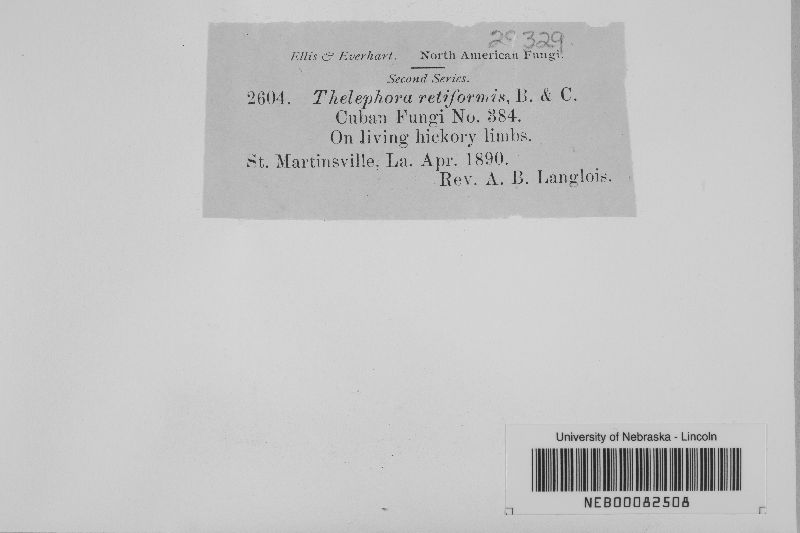 29329.
Ellis & Everhart. North American Fungi.
Second Series.
2604. Thelephora retiformis, B. & C.
Cuban Fungi No. 384.
On living hickory limbs.
St. Martinsville, La. Apr. 1890.
Rev. A. B. Langlois.
University of Nebraska - Lincoln
NEB00082508